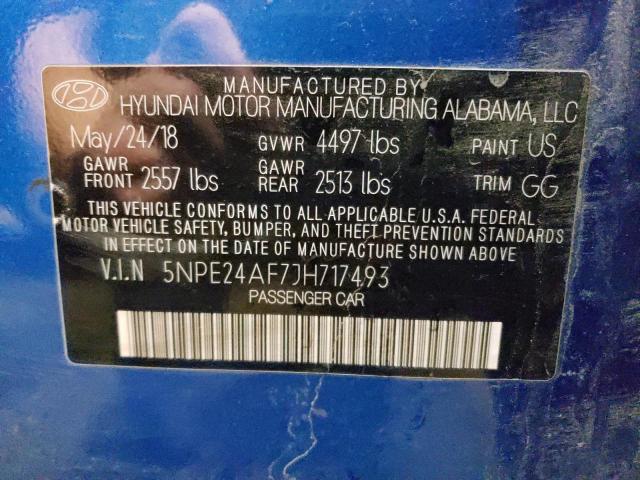 MANUFACTURED BY
HYUNDAI MOTOR MANUFACTURING ALABAMA, LLC
May/24/18 GVWR 4497 lbs PAINT US
GAWR FRONT 2557 lbs GAWR REAR 2513 lbs TRIM GG
THIS VEHICLE CONFORMS TO ALL APPLICABLE U.S.A. FEDERAL
MOTOR VEHICLE SAFETY, BUMPER, AND THEFT PREVENTION STANDARDS
IN EFFECT ON THE DATE OF MANUFACTURE SHOWN ABOVE
V.I.N 5NPE24AF7JH717493
PASSENGER CAR